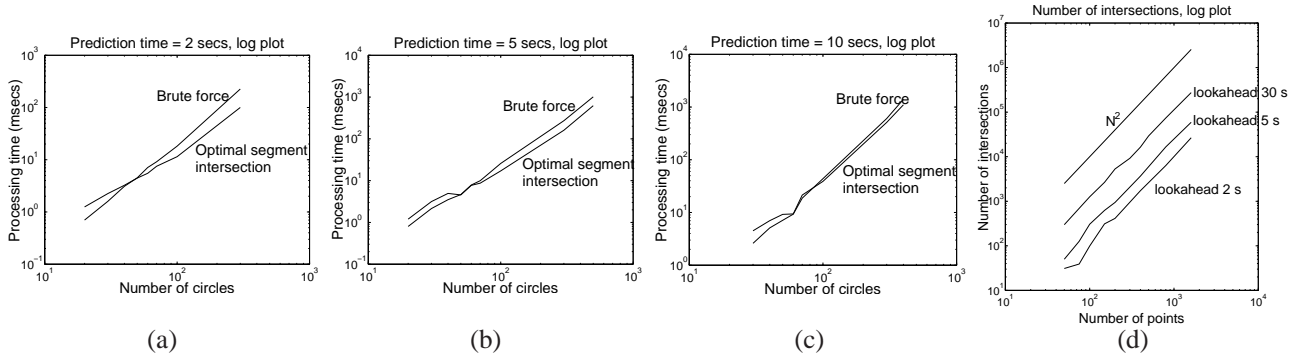 Prediction time = 2 secs, log plot
10^3
10^2
10^1
10^0
10^-1
Processing time (msecs)
Brute force
Optimal segment
intersection
10^1
10^2
10^3
Number of circles
(a)
Prediction time = 5 secs, log plot
10^4
10^3
10^2
10^1
10^0
10^-1
Processing time (msecs)
Brute force
Optimal segment
intersection
10^1
10^2
10^3
Number of circles
(b)
Prediction time = 10 secs, log plot
10^4
10^3
10^2
10^1
10^0
Processing time (msecs)
Brute force
Optimal segment
intersection
10^1
10^2
10^3
Number of circles
(c)
Number of intersections, log plot
10^7
10^6
10^5
10^4
10^3
10^2
10^1
Number of intersections
N^2
lookahead 30 s
lookahead 5 s
lookahead 2 s
10^1
10^2
10^3
10^4
Number of points
(d)